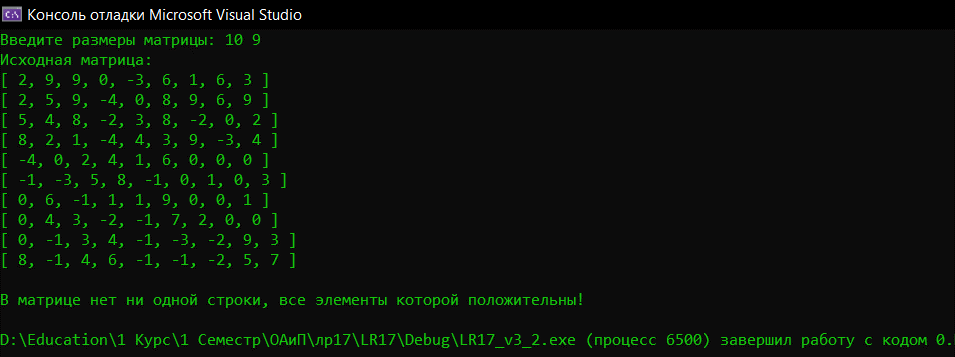 Консоль отладки Microsoft Visual Studio
Введите размеры матрицы: 10 9
Исходная матрица:
[ 2, 9, 9, 0, -3, 6, 1, 6, 3 ]
[ 2, 5, 9, -4, 0, 8, 9, 6, 9 ]
[ 5, 4, 8, -2, 3, 8, -2, 0, 2 ]
[ 8, 2, 1, -4, 4, 3, 9, -3, 4 ]
[ -4, 0, 2, 4, 1, 6, 0, 0, 0 ]
[ -1, -3, 5, 8, -1, 0, 1, 0, 3 ]
[ 0, 6, -1, 1, 1, 9, 0, 0, 1 ]
[ 0, 4, 3, -2, -1, 7, 2, 0, 0 ]
[ 0, -1, 3, 4, -1, -3, -2, 9, 3 ]
[ 8, -1, 4, 6, -1, -1, -2, 5, 7 ]
В матрице нет ни одной строки, все элементы которой положительны!
D:\Education\1 Курс\1 Семестр\ОАиП\лр17\LR17\Debug\LR17_v3_2.exe (процесс 6500) завершил работу с кодом 0.